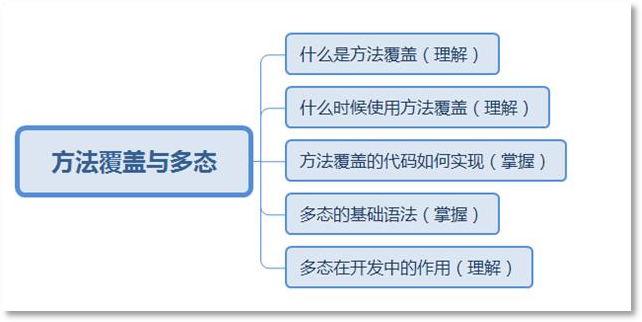 方法覆盖与多态
什么是方法覆盖（理解）
什么时候使用方法覆盖（理解）
方法覆盖的代码如何实现（掌握）
多态的基础语法（掌握）
多态在开发中的作用（理解）